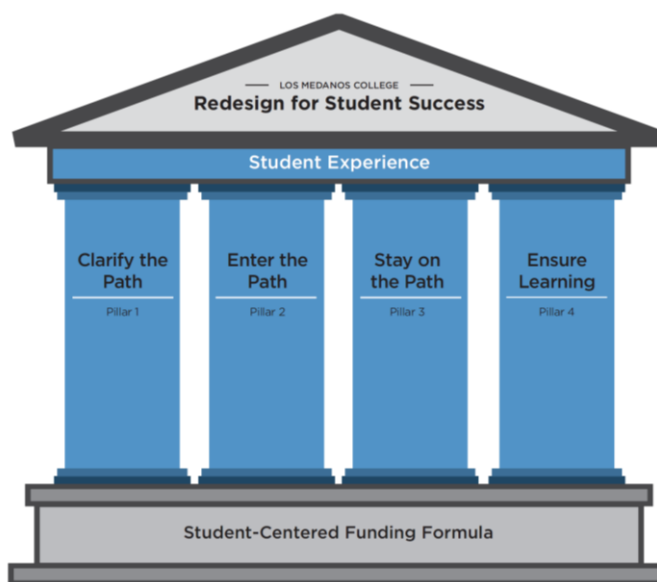 LOS MEDANOS COLLEGE
Redesign for Student Success
Student Experience
Clarify the
Path
Pillar 1
Enter the
Path
Pillar 2
Stay on
the Path
Pillar 3
Ensure
Learning
Pillar 4
Student-Centered Funding Formula